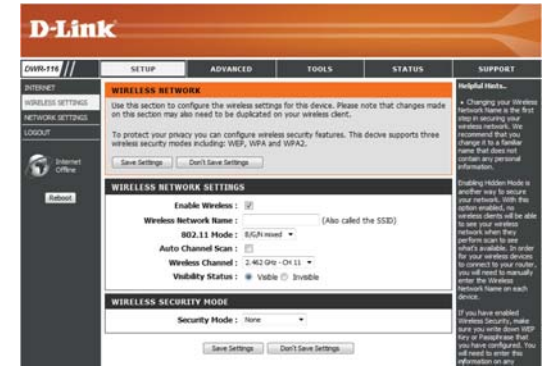 D-Link
DWR-116
SETUP
ADVANCED
TOOLS
STATUS
SUPPORT
INTERNET
WIRELESS SETTINGS
NETWORK SETTINGS
LOGOUT
Internet
Offline
Reboot
WIRELESS NETWORK
Use this section to configure the wireless settings for this device. Please note that changes made
on this section may also need to be duplicated on your wireless client.
To protect your privacy you can configure wireless security features. This decive supports three
wireless security modes including: WEP, WPA and WPA2.
Save Settings Don't Save Settings
WIRELESS NETWORK SETTINGS
Enable Wireless :
Wireless Network Name : (Also called the SSID)
802.11 Mode : B/G/N mixed
Auto Channel Scan :
Wireless Channel : 2.462 GHz - CH 11
Visibility Status : Visible Invisible
WIRELESS SECURITY MODE
Security Mode : None
Save Settings Don't Save Settings
Helpful Hints..
• Changing your Wireless
Network Name is the first
step in securing your
wireless network. We
recommend that you
change it to a familiar
name that does not
contain any personal
information.
Enabling Hidden Mode is
another way to secure
your network. With this
option enabled, no
wireless clients will be able
to see your wireless
network when they
perform scan to see
what's available. In order
for your wireless devices
to connect to your router,
you will need to manually
enter the Wireless
Network Name on each
device.
If you have enabled
Wireless Security, make
sure you write down WEP
Key or Passphrase that
you have configured. You
will need to enter this
information on any